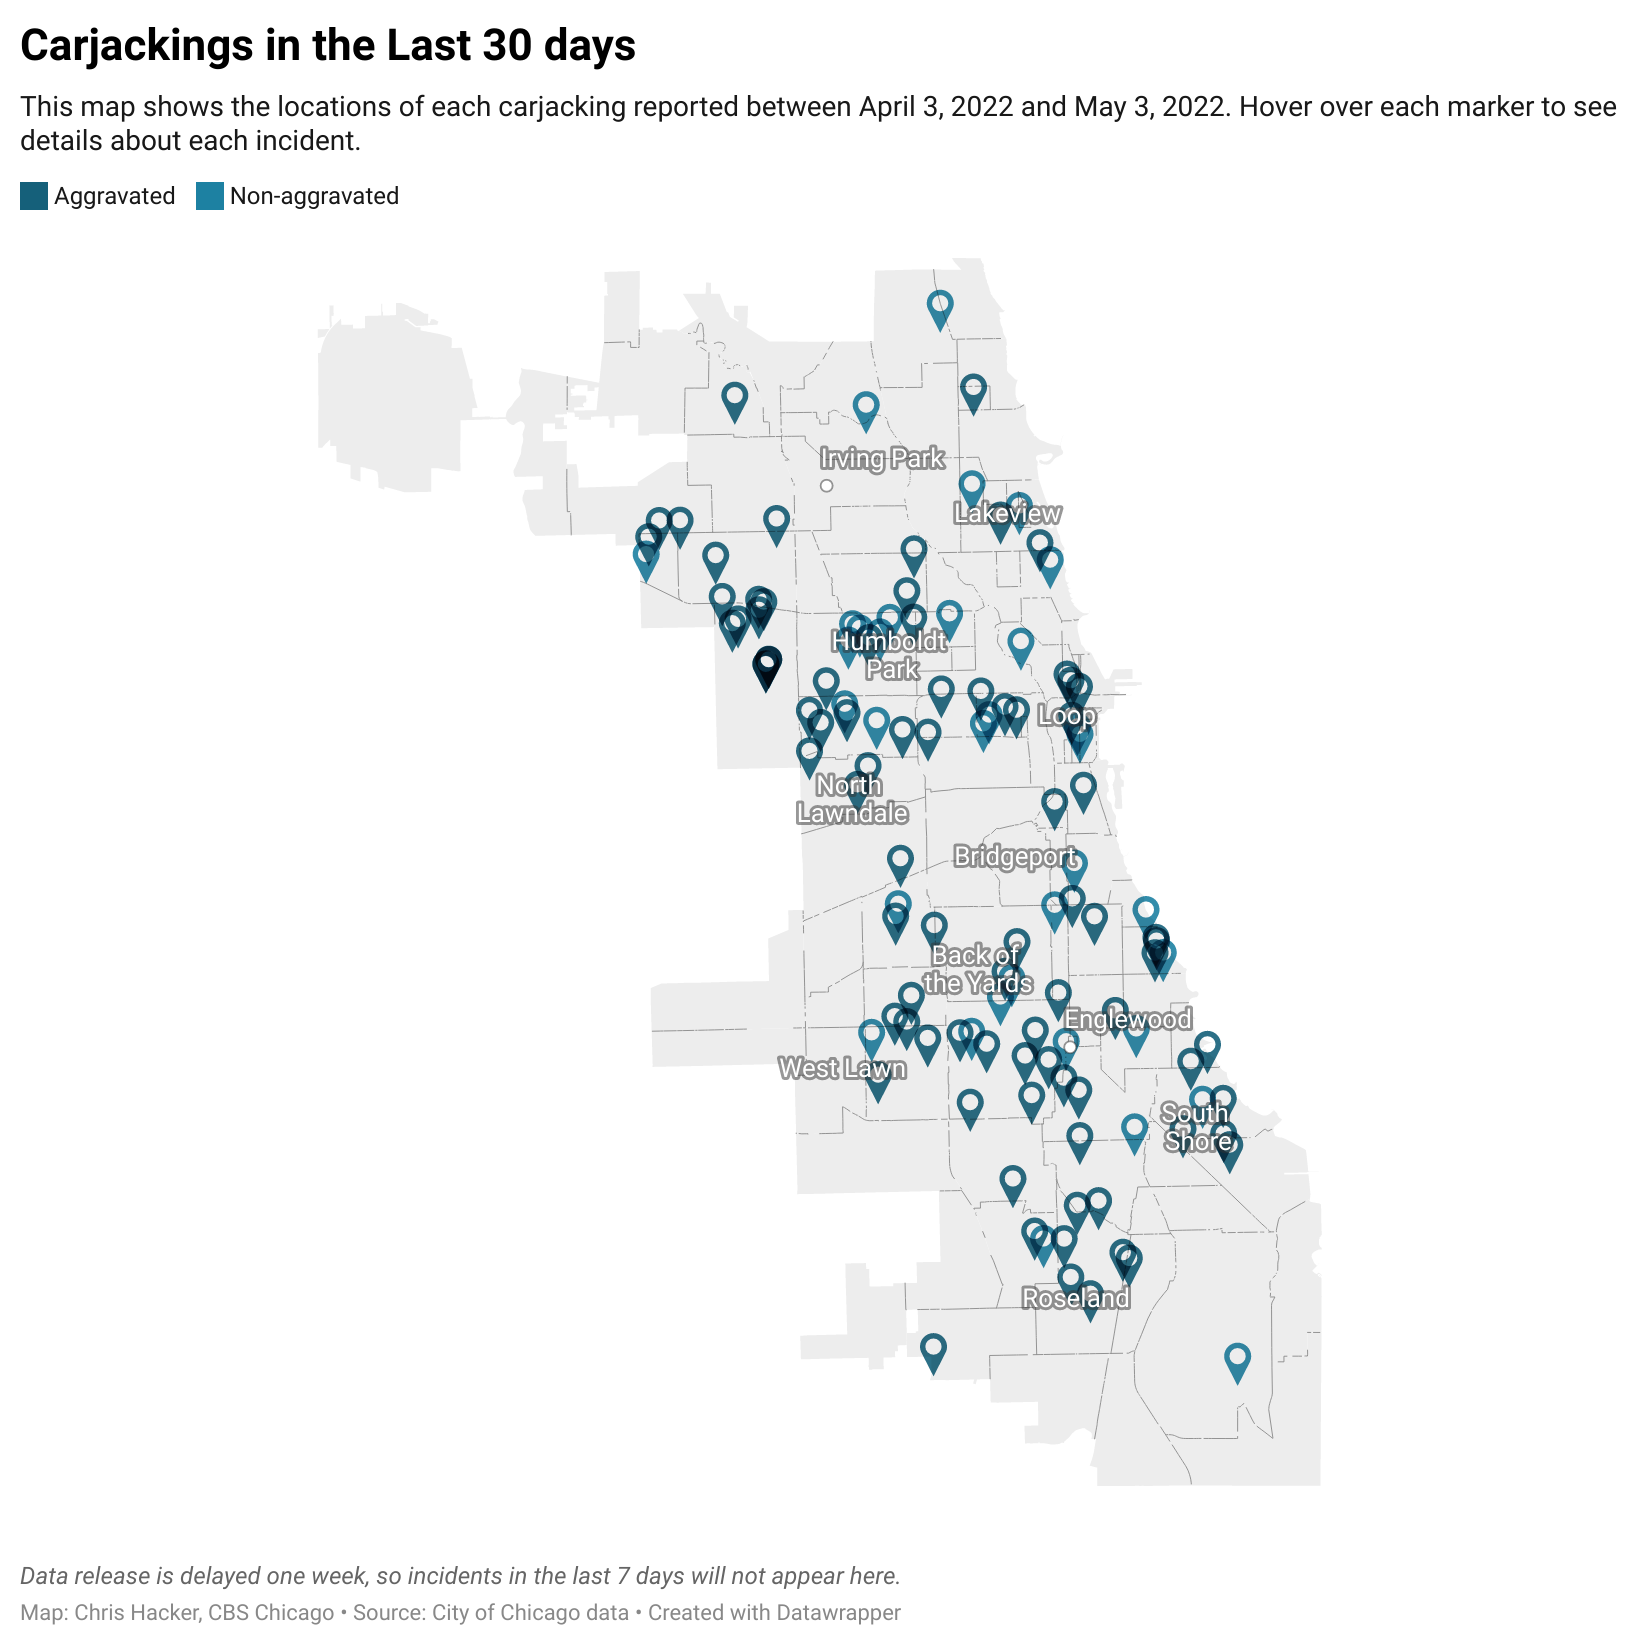 Carjackings in the Last 30 days
This map shows the locations of each carjacking reported between April 3, 2022 and May 3, 2022. Hover over each marker to see
details about each incident.
Aggravated Non-aggravated
Irving Park
Lakeview
Humboldt
Park
Loop
North
Lawndale
Bridgeport
Back of
the Yards
Englewood
West Lawn
South
Shore
Roseland
Data release is delayed one week, so incidents in the last 7 days will not appear here.
Map: Chris Hacker, CBS Chicago • Source: City of Chicago data • Created with Datawrapper